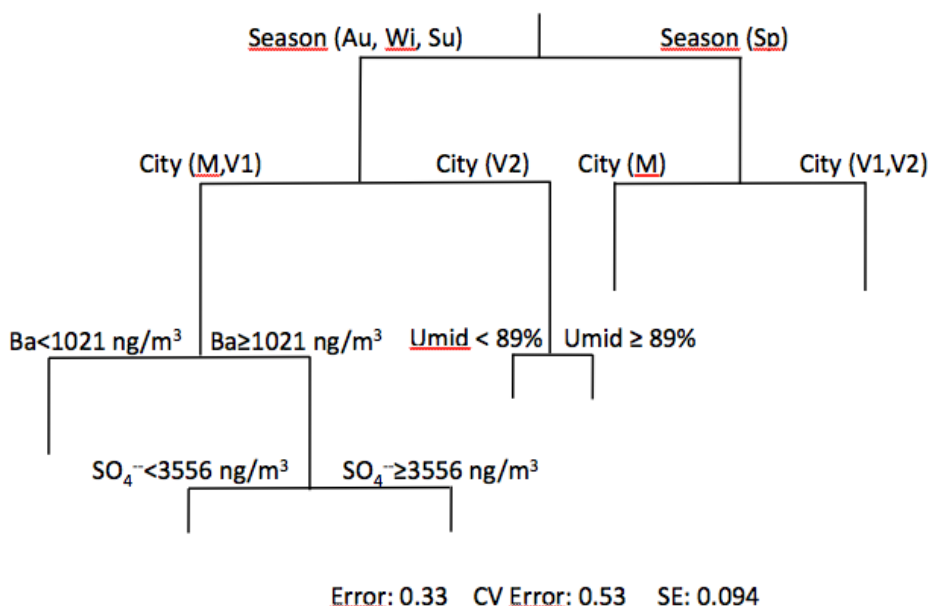 Season (Au, Wi, Su) Season (Sp)
City (M,V1) City (V2) City (M) City (V1,V2)
Ba<1021 ng/m³ Ba≥1021 ng/m³ Umid < 89% Umid ≥ 89%
SO₄⁻⁻<3556 ng/m³ SO₄⁻⁻≥3556 ng/m³
Error: 0.33 CV Error: 0.53 SE: 0.094